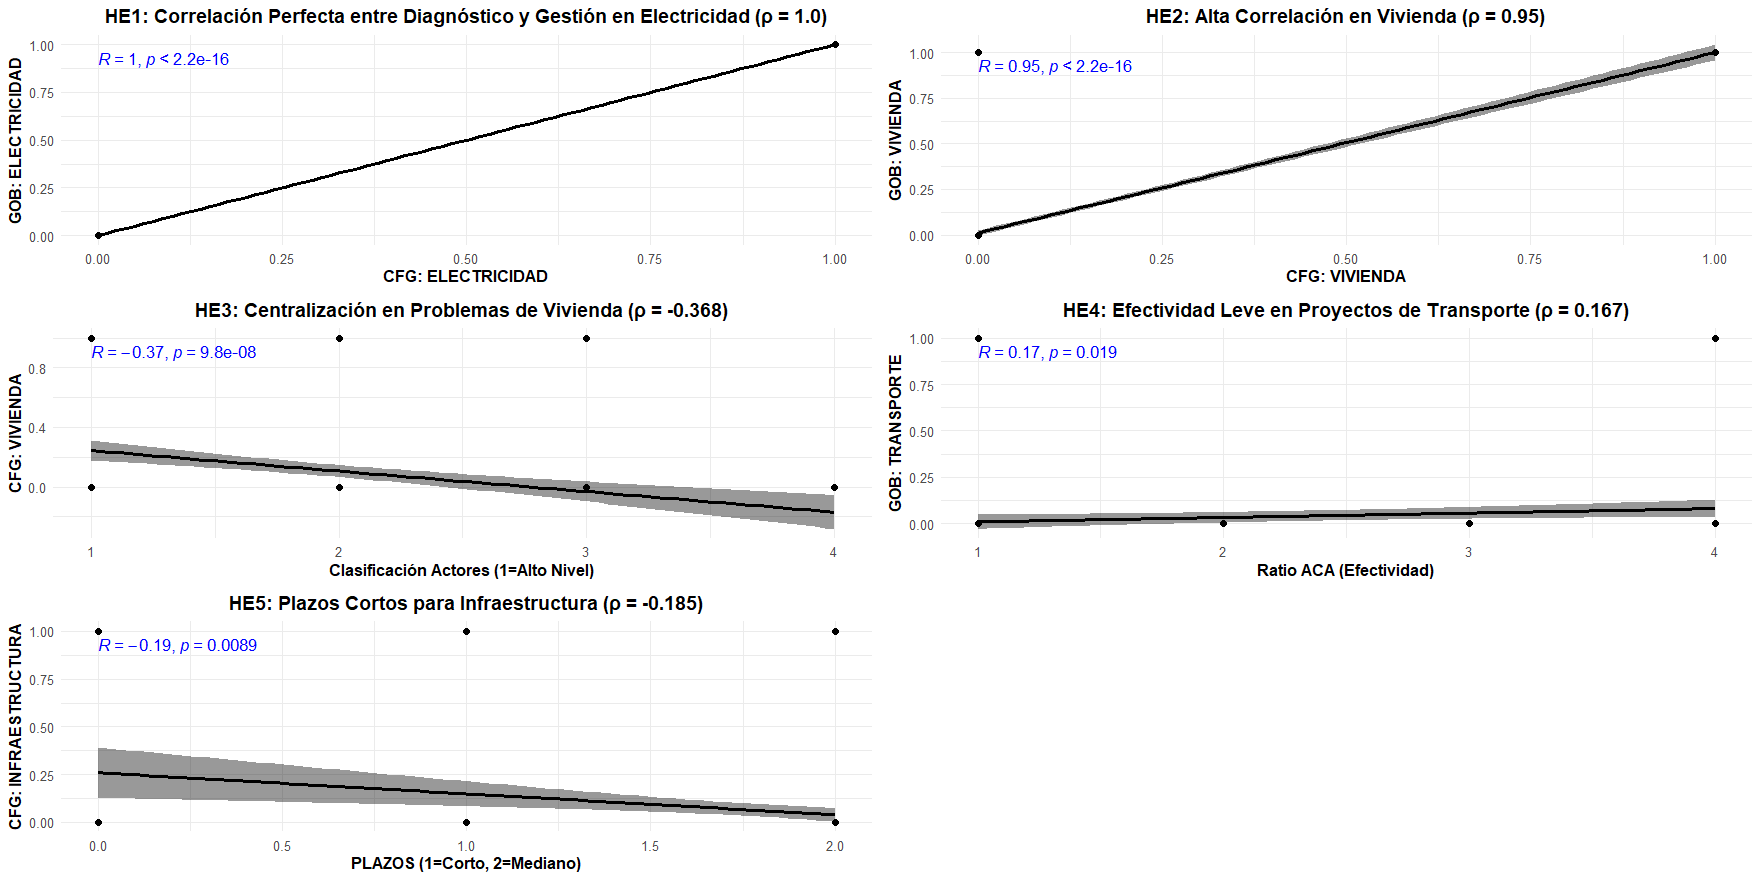 HE1: Correlación Perfecta entre Diagnóstico y Gestión en Electricidad (ρ = 1.0)
R = 1, p < 2.2e-16
GOB: ELECTRICIDAD
1.00
0.75
0.50
0.25
0.00
0.00 0.25 0.50 0.75 1.00
CFG: ELECTRICIDAD
HE2: Alta Correlación en Vivienda (ρ = 0.95)
R = 0.95, p < 2.2e-16
GOB: VIVIENDA
1.00
0.75
0.50
0.25
0.00
0.00 0.25 0.50 0.75 1.00
CFG: VIVIENDA
HE3: Centralización en Problemas de Vivienda (ρ = -0.368)
R = −0.37, p = 9.8e-08
CFG: VIVIENDA
0.8
0.4
0.0
1 2 3 4
Clasificación Actores (1=Alto Nivel)
HE4: Efectividad Leve en Proyectos de Transporte (ρ = 0.167)
R = 0.17, p = 0.019
GOB: TRANSPORTE
1.00
0.75
0.50
0.25
0.00
1 2 3 4
Ratio ACA (Efectividad)
HE5: Plazos Cortos para Infraestructura (ρ = -0.185)
R = −0.19, p = 0.0089
CFG: INFRAESTRUCTURA
1.00
0.75
0.50
0.25
0.00
0.0 0.5 1.0 1.5 2.0
PLAZOS (1=Corto, 2=Mediano)